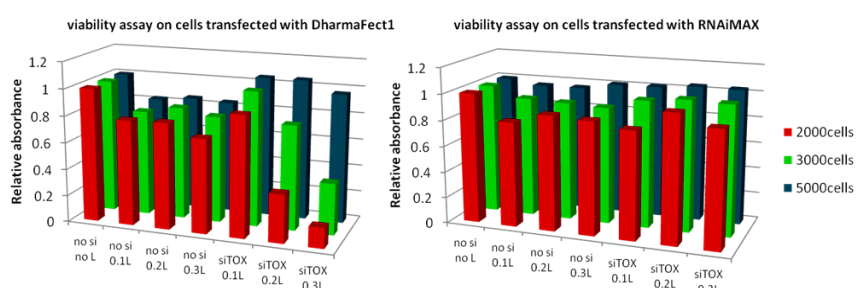 viability assay on cells transfected with DharmaFect1
Relative absorbance
1.2
1
0.8
0.6
0.4
0.2
0
no si
no L
no si
0.1L
no si
0.2L
no si
0.3L
siTOX
0.1L
siTOX
0.2L
siTOX
0.3L
viability assay on cells transfected with RNAiMAX
Relative absorbance
1.2
1
0.8
0.6
0.4
0.2
0
no si
no L
no si
0.1L
no si
0.2L
no si
0.3L
siTOX
0.1L
siTOX
0.2L
siTOX
2000cells
3000cells
5000cells